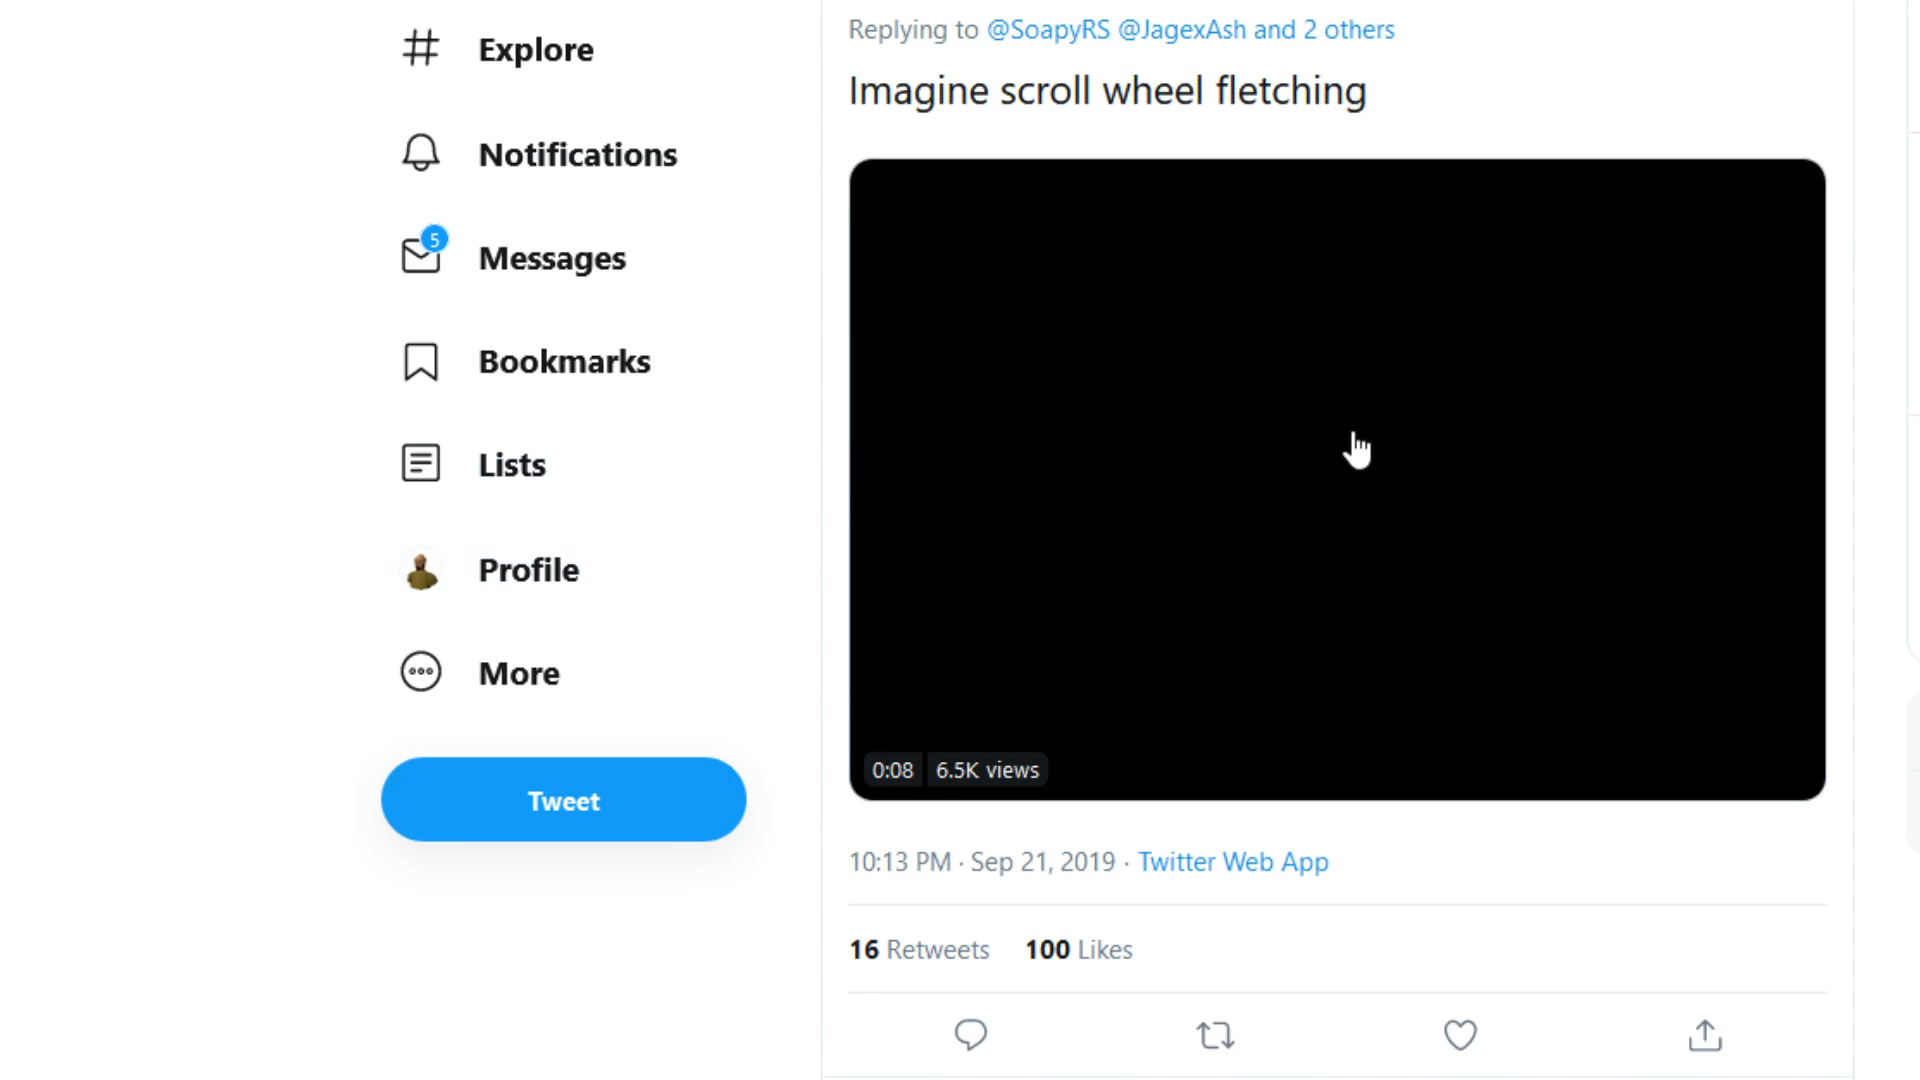 Explore
Notifications
5
Messages
Bookmarks
Lists
Profile
More
Tweet
Replying to @SoapyRS @JagexAsh and 2 others
Imagine scroll wheel fletching
0:08 6.5K views
10:13 PM · Sep 21, 2019 · Twitter Web App
16 Retweets 100 Likes